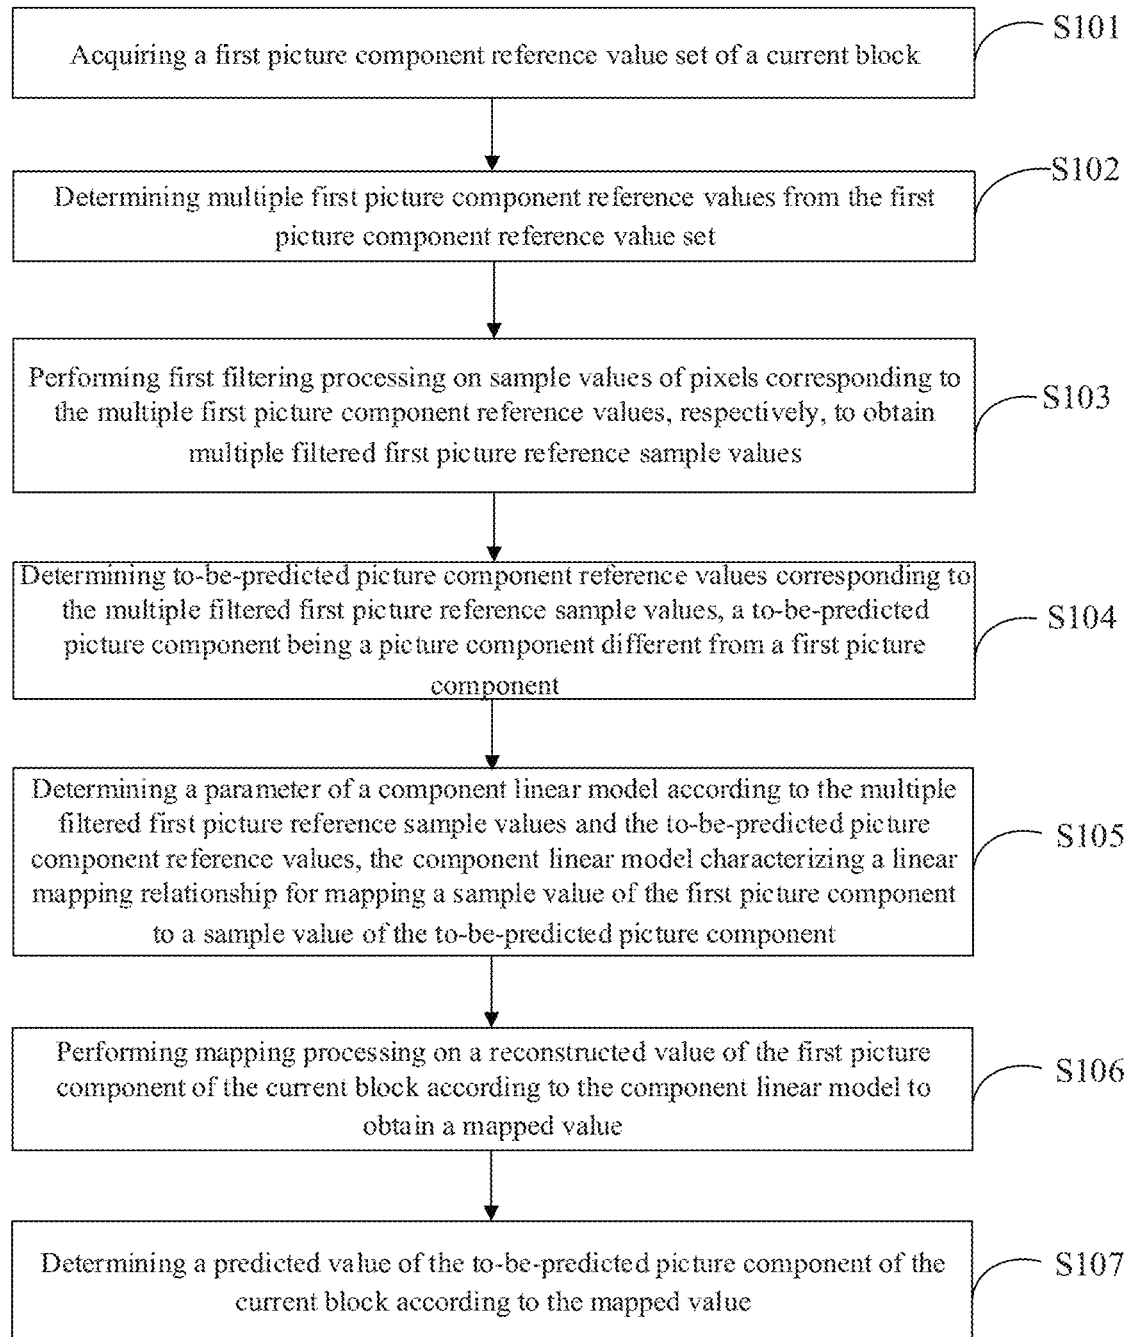 Acquiring a first picture component reference value set of a current block
S101
Determining multiple first picture component reference values from the first
picture component reference value set
S102
Performing first filtering processing on sample values of pixels corresponding to
the multiple first picture component reference values, respectively, to obtain
multiple filtered first picture reference sample values
S103
Determining to-be-predicted picture component reference values corresponding to
the multiple filtered first picture reference sample values, a to-be-predicted
picture component being a picture component different from a first picture
component
S104
Determining a parameter of a component linear model according to the multiple
filtered first picture reference sample values and the to-be-predicted picture
component reference values, the component linear model characterizing a linear
mapping relationship for mapping a sample value of the first picture component
to a sample value of the to-be-predicted picture component
S105
Performing mapping processing on a reconstructed value of the first picture
component of the current block according to the component linear model to
obtain a mapped value
S106
Determining a predicted value of the to-be-predicted picture component of the
current block according to the mapped value
S107